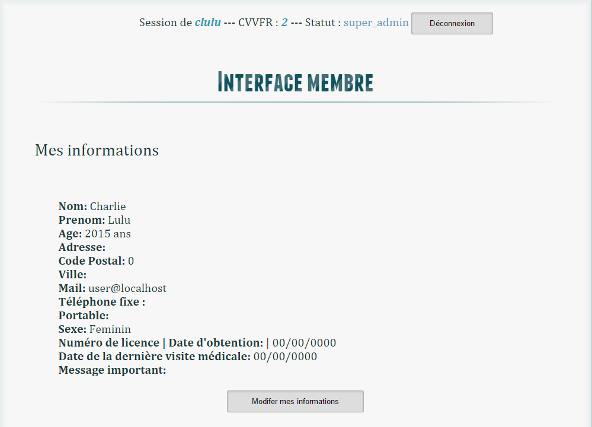 Session de clulu --- CVVFR : 2 --- Statut : super_admin Déconnexion
Interface membre
Mes informations
Nom: Charlie
Prenom: Lulu
Age: 2015 ans
Adresse:
Code Postal: 0
Ville:
Mail: user@localhost
Téléphone fixe :
Portable:
Sexe: Feminin
Numéro de licence | Date d'obtention: | 00/00/0000
Date de la dernière visite médicale: 00/00/0000
Message important:
Modifer mes informations